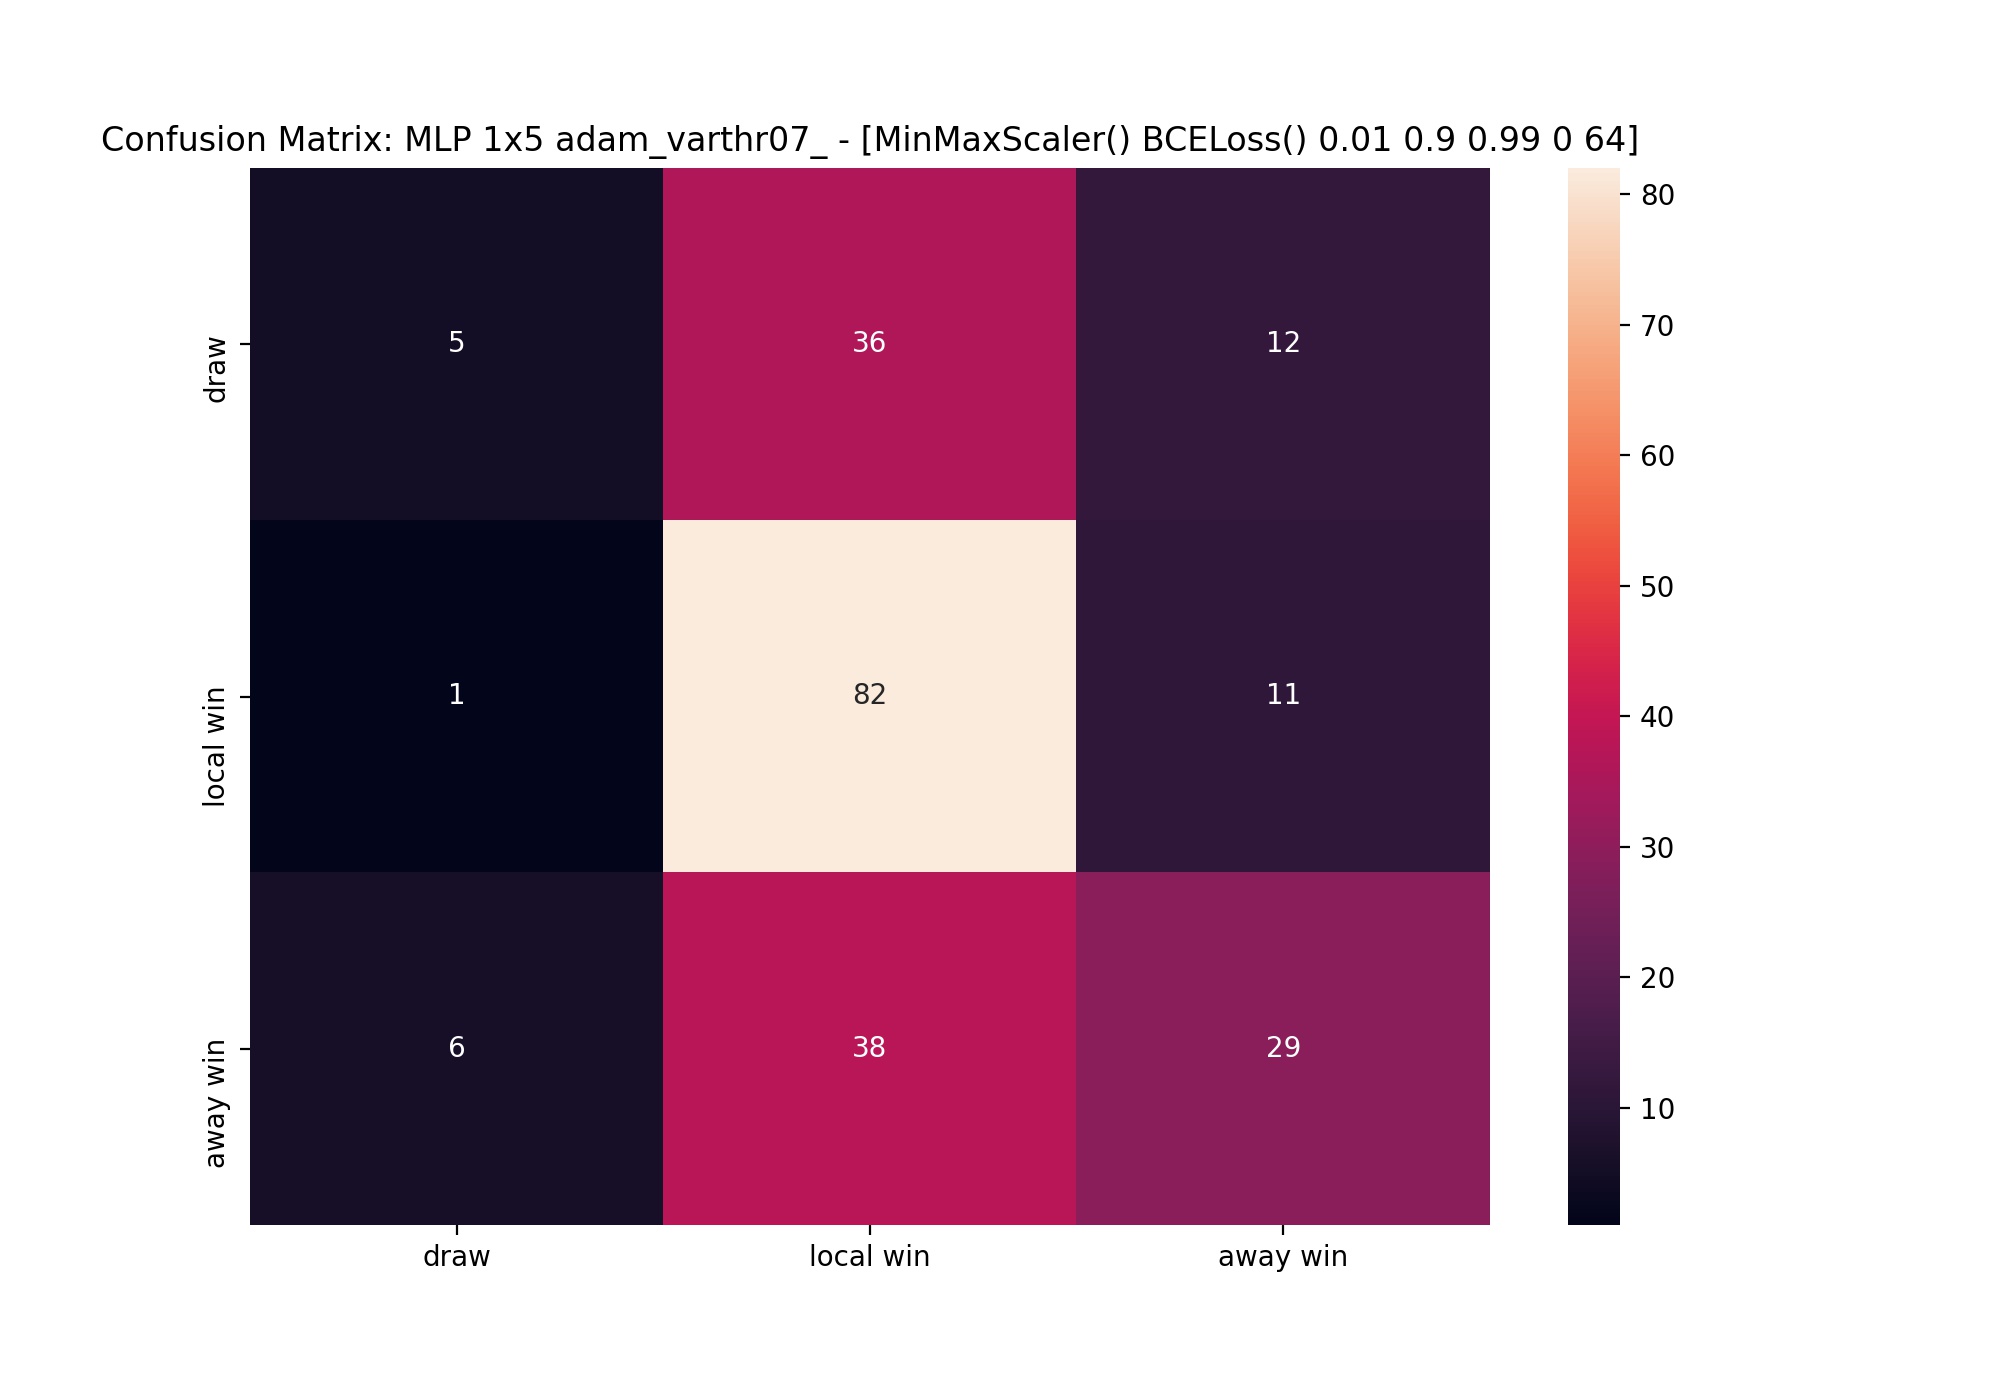 Confusion Matrix: MLP 1x5 adam_varthr07_ - [MinMaxScaler() BCELoss() 0.01 0.9 0.99 0 64]
draw
5
36
12
local win
1
82
11
away win
6
38
29
draw
local win
away win
80
70
60
50
40
30
20
10